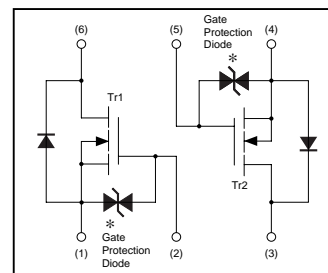 Gate
Protection
Diode
(6)
(5)
(4)
*
Tr1
Tr2
*
(1)
Gate
Protection
Diode
(2)
(3)